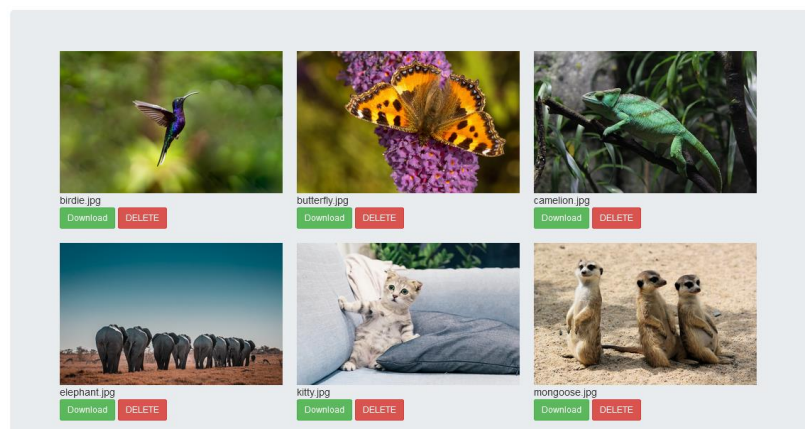 birdie.jpg
butterfly.jpg
camelion.jpg
Download DELETE
Download DELETE
Download DELETE
elephant.jpg
kitty.jpg
mongoose.jpg
Download DELETE
Download DELETE
Download DELETE